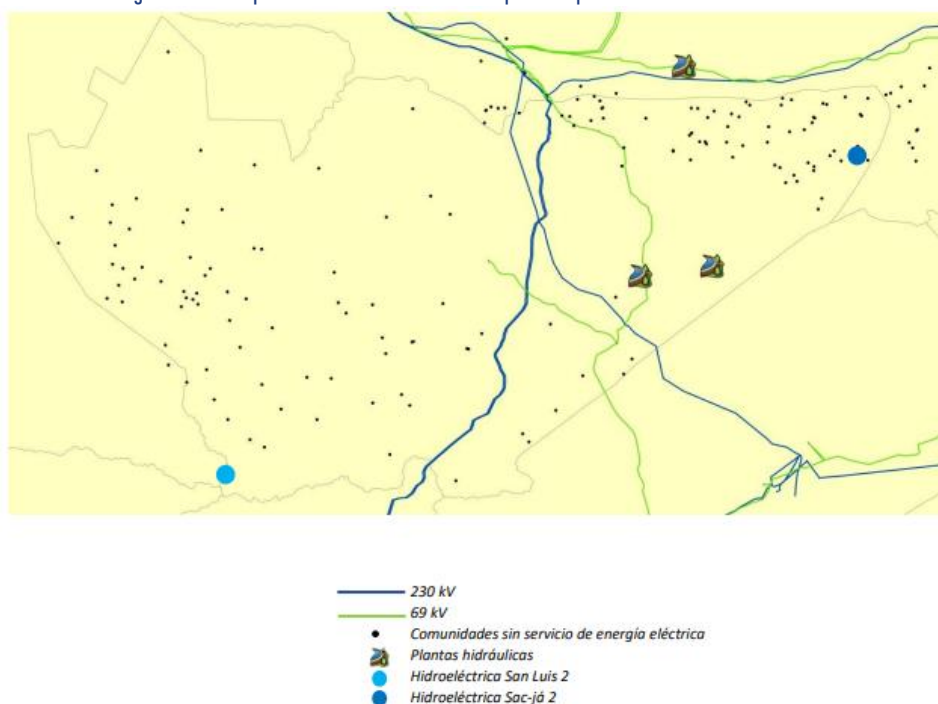 230 kV
69 kV
Comunidades sin servicio de energía eléctrica
Plantas hidráulicas
Hidroeléctrica San Luis 2
Hidroeléctrica Sac-já 2